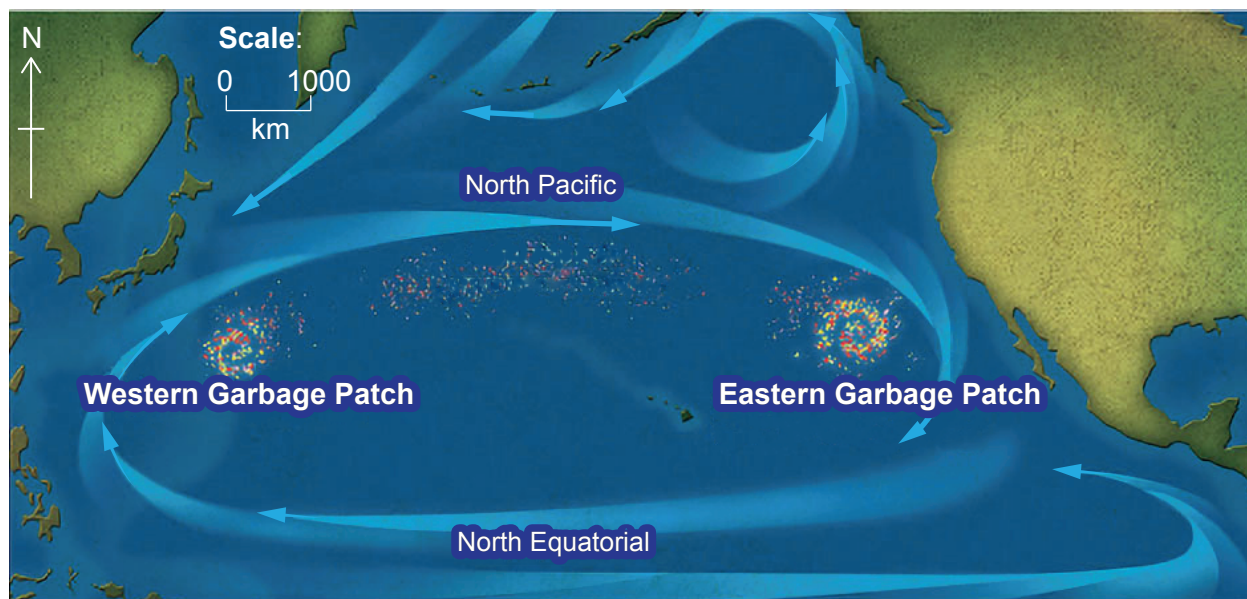 N
Scale:
0 1000
km
North Pacific
Western Garbage Patch
Eastern Garbage Patch
North Equatorial